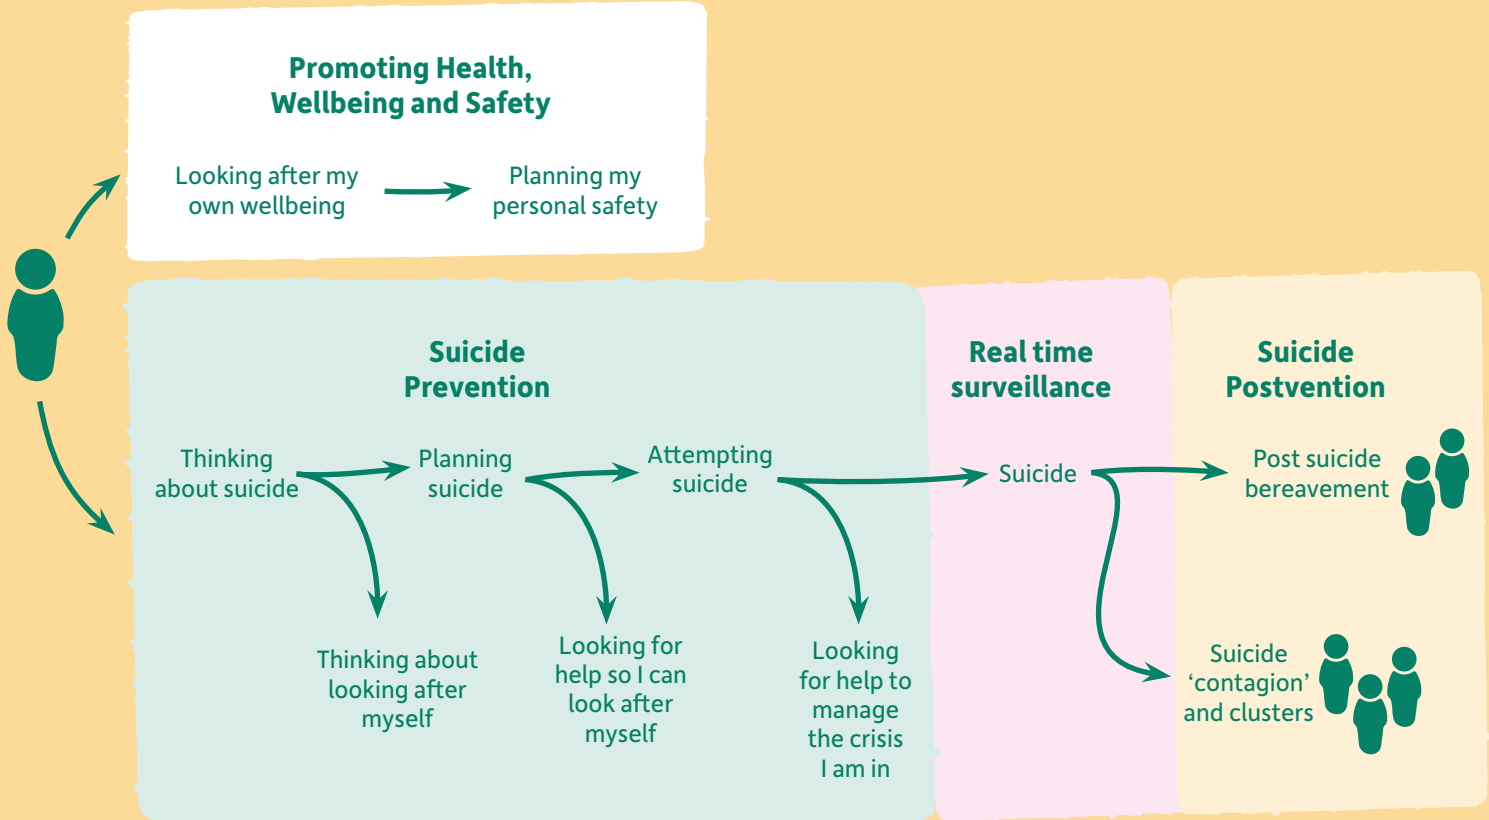 Promoting Health,
Wellbeing and Safety
Looking after my
own wellbeing
Planning my
personal safety
Suicide
Prevention
Thinking
about suicide
Planning
suicide
Attempting
suicide
Thinking about
looking after
myself
Looking for
help so I can
look after
myself
Looking
for help to
manage
the crisis
I am in
Real time
surveillance
Suicide
Suicide
Postvention
Post suicide
bereavement
Suicide
‘contagion’
and clusters